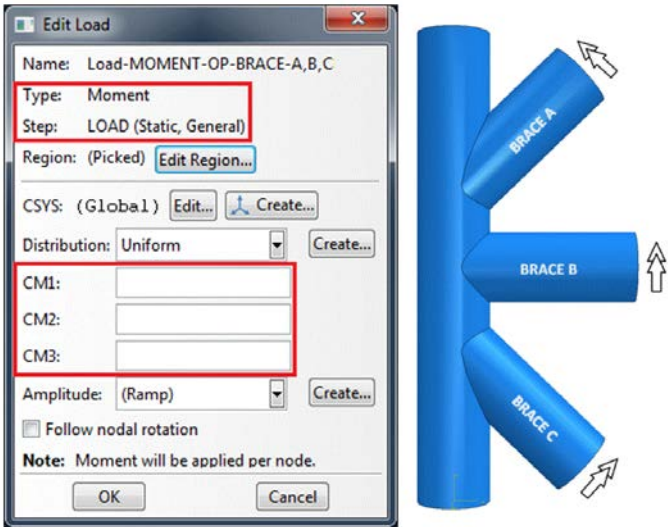 Edit Load
Name: Load-MOMENT-OP-BRACE-A,B,C
Type: Moment
Step: LOAD (Static, General)
Region: (Picked) Edit Region...
CSYS: (Global) Edit... Create...
Distribution: Uniform Create...
CM1:
CM2:
CM3:
Amplitude: (Ramp) Create...
Follow nodal rotation
Note: Moment will be applied per node.
OK Cancel
BRACE A
BRACE B
BRACE C